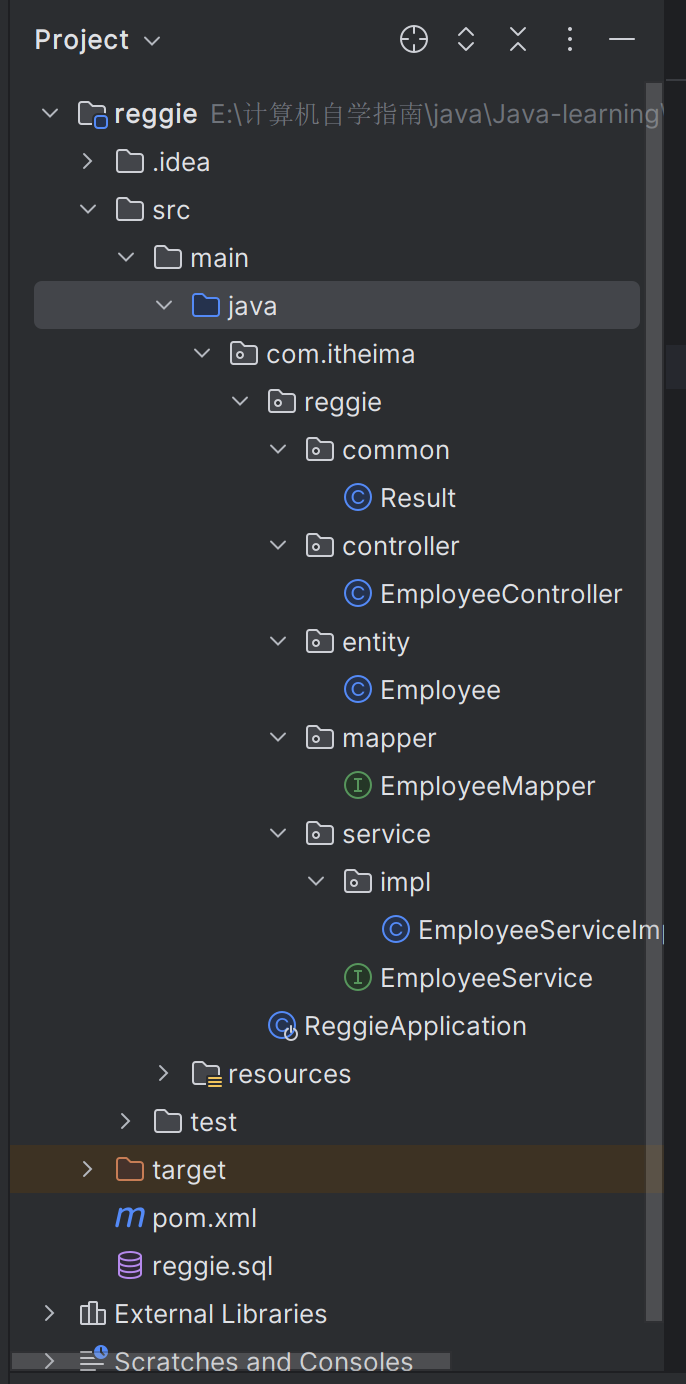 Project
reggie E:\计算机自学指南\java\Java-learning\
.idea
src
main
java
com.itheima
reggie
common
Result
controller
EmployeeController
entity
Employee
mapper
EmployeeMapper
service
impl
EmployeeServiceImp
EmployeeService
ReggieApplication
resources
test
target
pom.xml
reggie.sql
External Libraries
Scratches and Consoles